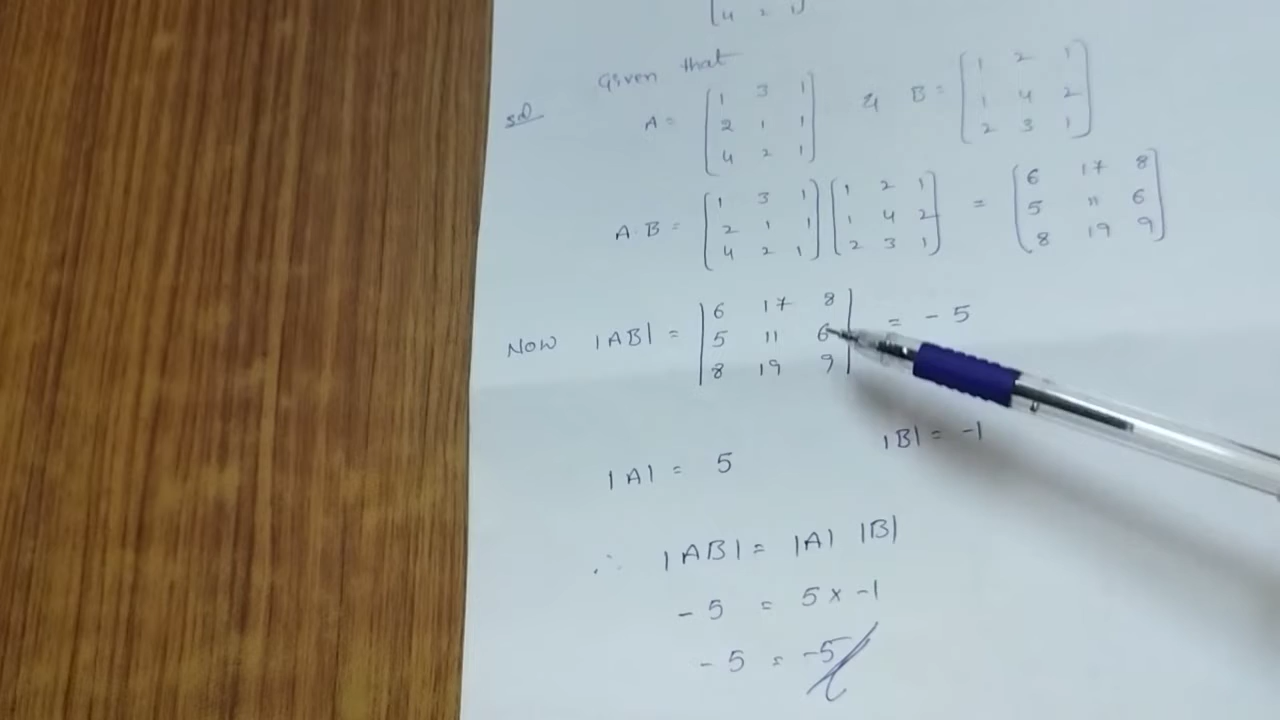 4 2 1
Given that
sol
A = [1 3 1
2 1 1
4 2 1] & B = [1 2 1
1 4 2
2 3 1]
A.B = [1 3 1
2 1 1
4 2 1] [1 2 1
1 4 2
2 3 1] = [6 17 8
5 11 6
8 19 9]
Now |AB| = |6 17 8
5 11 6
8 19 9| = -5
|A| = 5 |B| = -1
∴ |AB| = |A| |B|
-5 = 5 x -1
-5 = -5